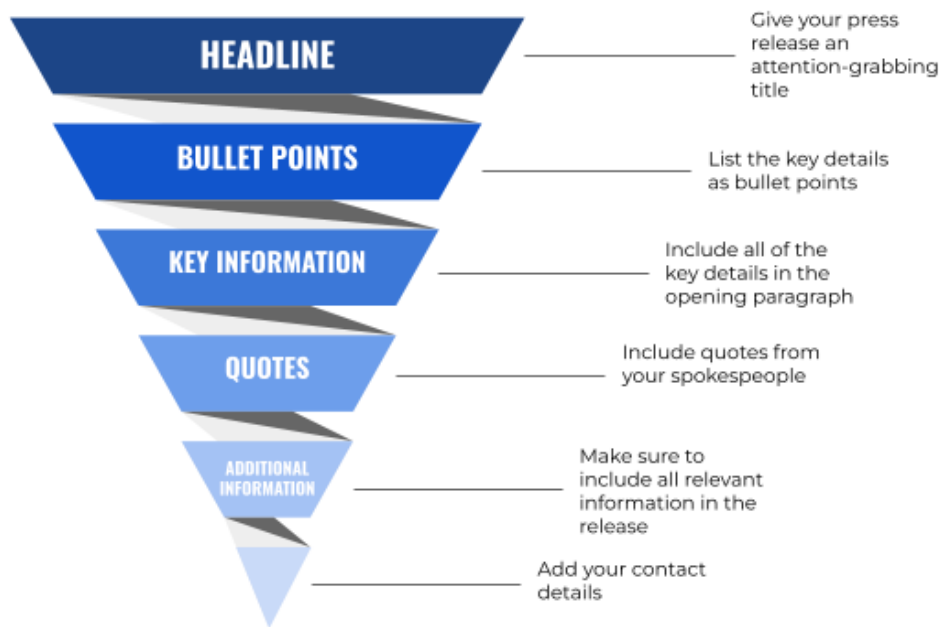 HEADLINE
Give your press
release an
attention-grabbing
title
BULLET POINTS
List the key details
as bullet points
KEY INFORMATION
Include all of the
key details in the
opening paragraph
QUOTES
Include quotes from
your spokespeople
ADDITIONAL
INFORMATION
Make sure to
include all relevant
information in the
release
Add your contact
details